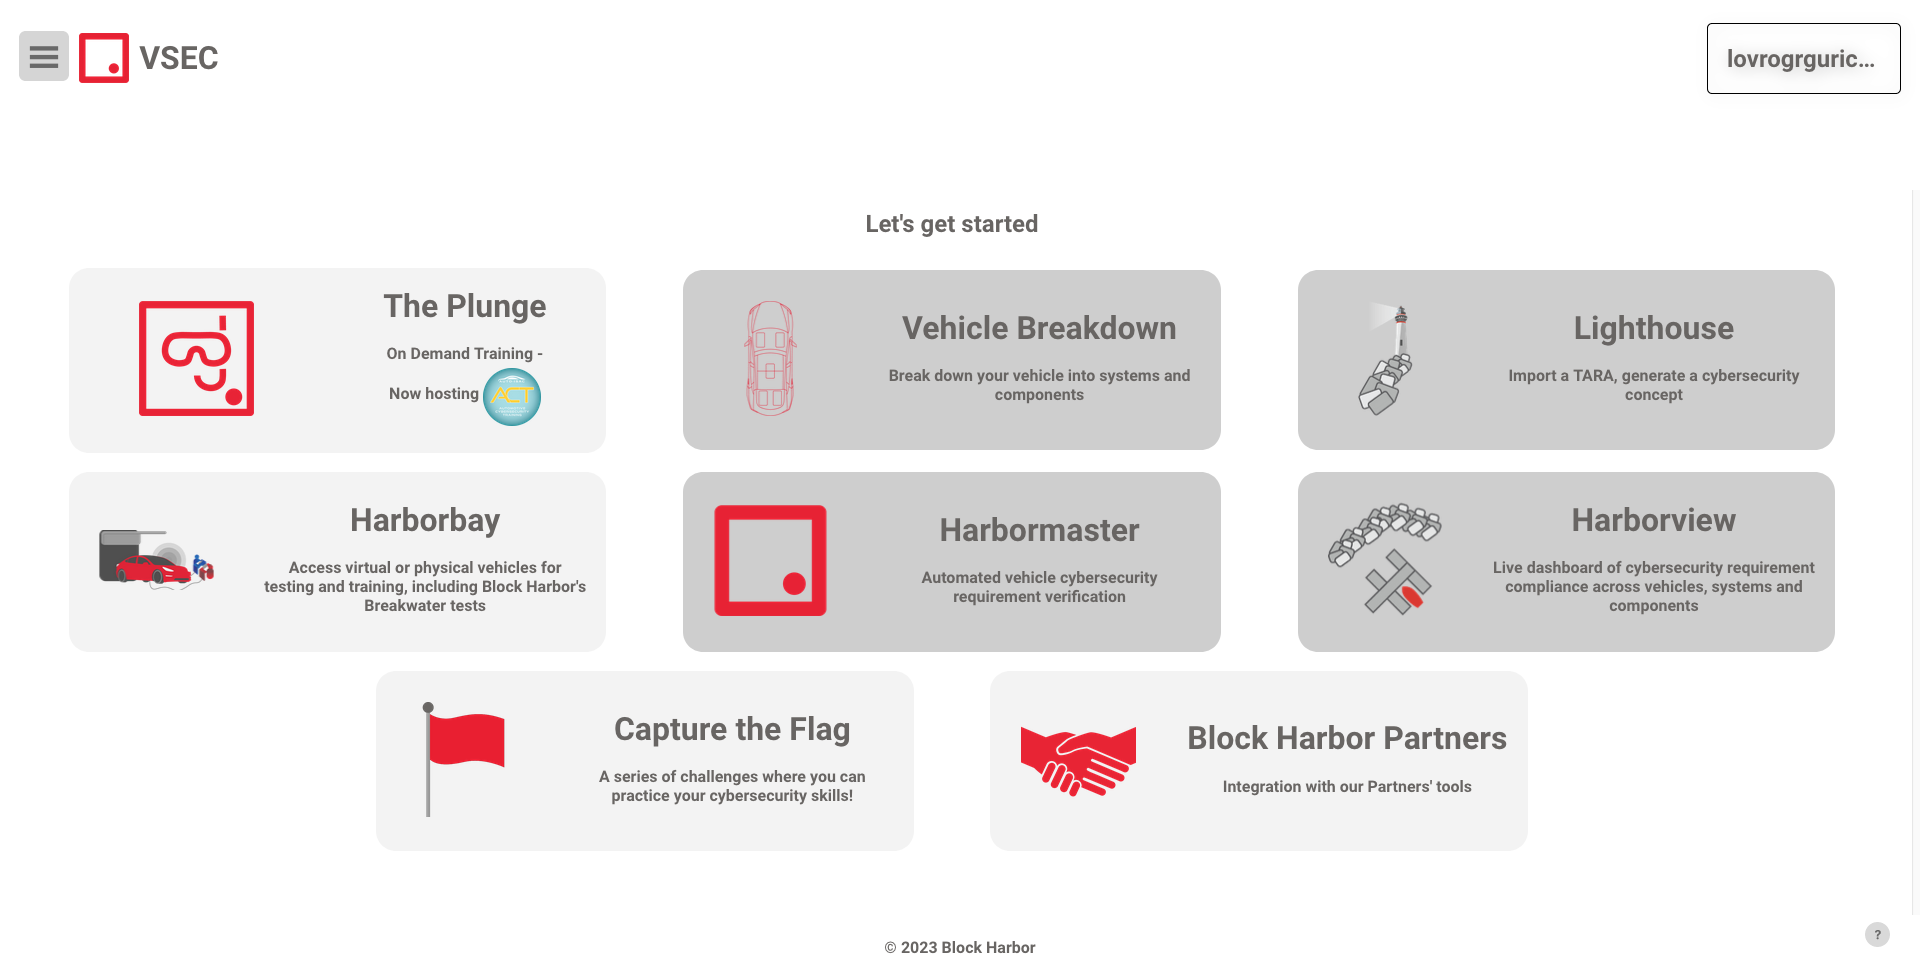 VSEC
lovrogrguric...
Let's get started
The Plunge
On Demand Training -
Now hosting
ACT
Vehicle Breakdown
Break down your vehicle into systems and
components
Lighthouse
Import a TARA, generate a cybersecurity
concept
Harborbay
Access virtual or physical vehicles for
testing and training, including Block Harbor's
Breakwater tests
Harbormaster
Automated vehicle cybersecurity
requirement verification
Harborview
Live dashboard of cybersecurity requirement
compliance across vehicles, systems and
components
Capture the Flag
A series of challenges where you can
practice your cybersecurity skills!
Block Harbor Partners
Integration with our Partners' tools
© 2023 Block Harbor
?